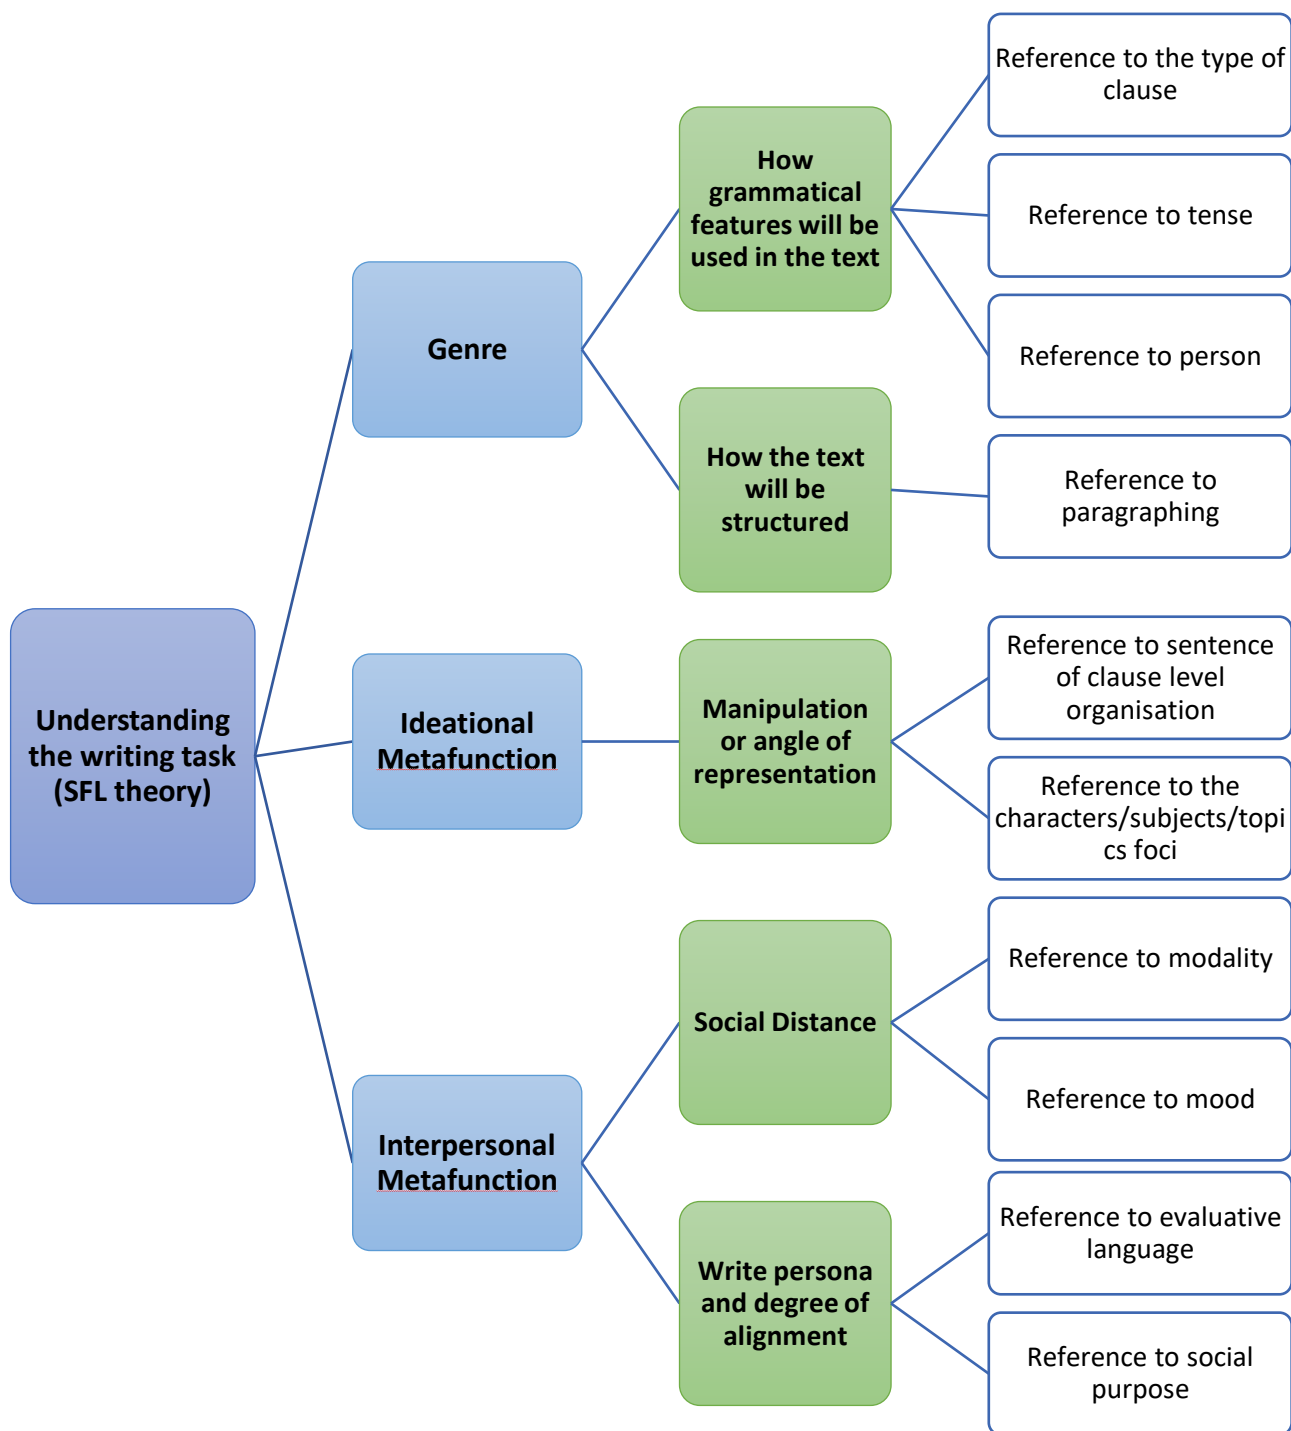 Understanding
the writing task
(SFL theory)
Genre
How
grammatical
features will be
used in the text
Reference to the type of
clause
Reference to tense
Reference to person
How the text
will be
structured
Reference to
paragraphing
Ideational
Metafunction
Manipulation
or angle of
representation
Reference to sentence
of clause level
organisation
Reference to the
characters/subjects/topi
cs foci
Interpersonal
Metafunction
Social Distance
Reference to modality
Reference to mood
Write persona
and degree of
alignment
Reference to evaluative
language
Reference to social
purpose